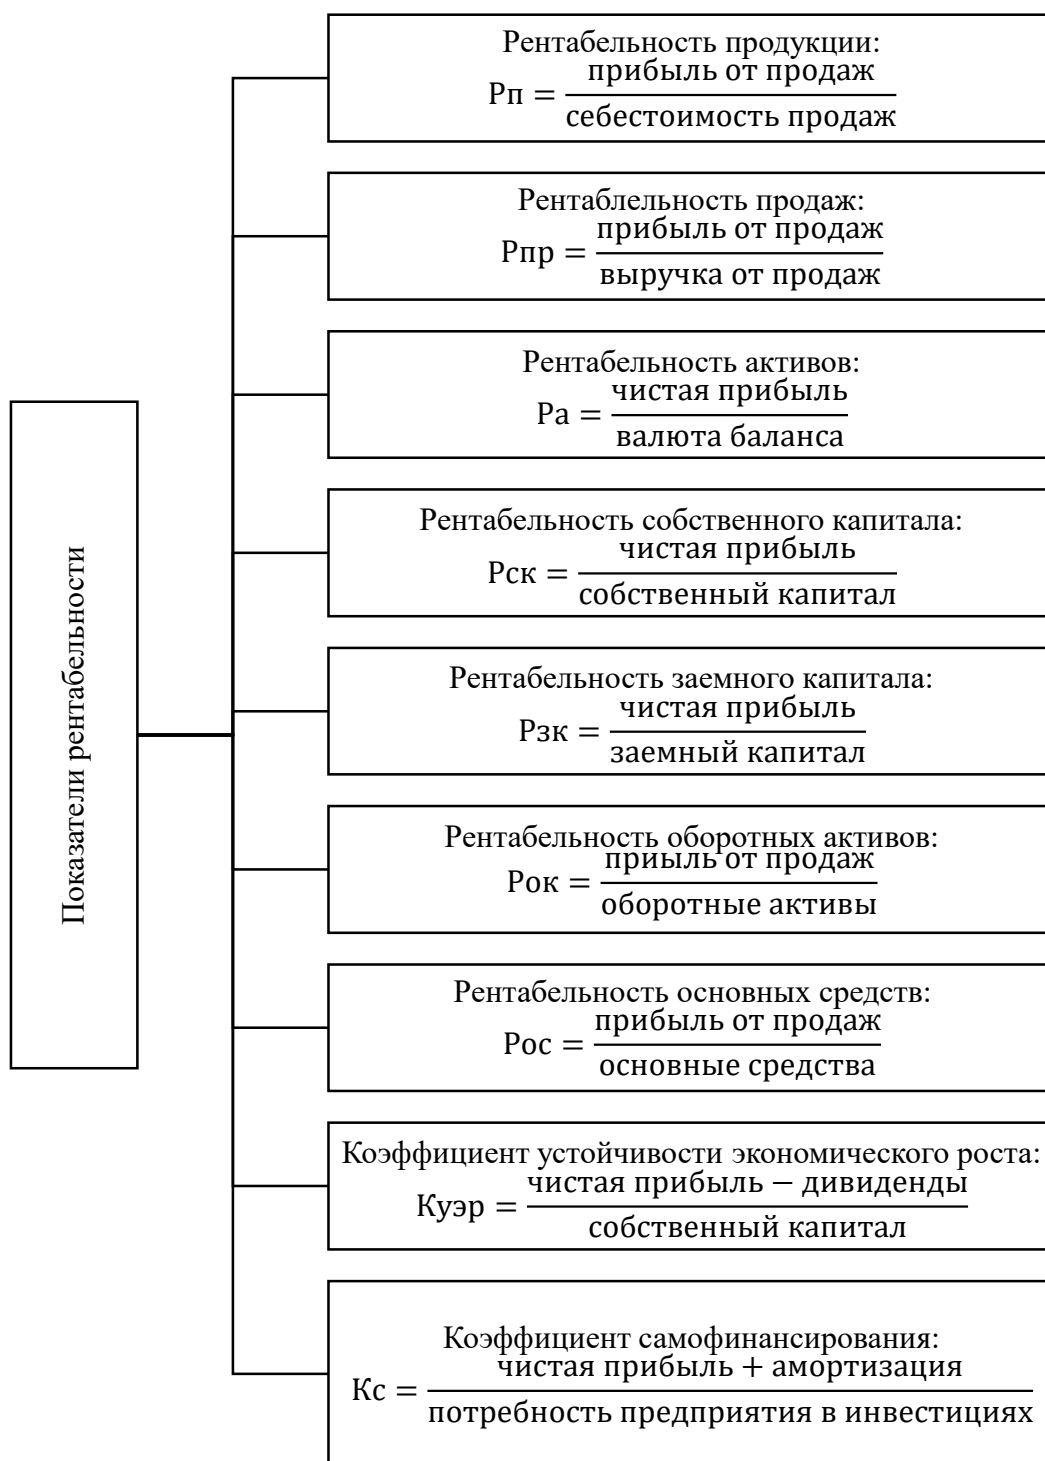 Показатели рентабельности
Рентабельность продукции:
Рп = прибыль от продаж / себестоимость продаж
Рентаблельность продаж:
Рпр = прибыль от продаж / выручка от продаж
Рентабельность активов:
Ра = чистая прибыль / валюта баланса
Рентабельность собственного капитала:
Рск = чистая прибыль / собственный капитал
Рентабельность заемного капитала:
Рзк = чистая прибыль / заемный капитал
Рентабельность оборотных активов:
Рок = приыль от продаж / оборотные активы
Рентабельность основных средств:
Рос = прибыль от продаж / основные средства
Коэффициент устойчивости экономического роста:
Куэр = чистая прибыль − дивиденды / собственный капитал
Коэффициент самофинансирования:
Кс = чистая прибыль + амортизация / потребность предприятия в инвестициях